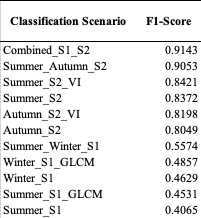 Classification Scenario F1-Score
Combined_S1_S2 0.9143
Summer_Autumn_S2 0.9053
Summer_S2_VI 0.8421
Summer_S2 0.8372
Autumn_S2_VI 0.8198
Autumn_S2 0.8049
Summer_Winter_S1 0.5574
Winter_S1_GLCM 0.4857
Winter_S1 0.4629
Summer_S1_GLCM 0.4531
Summer_S1 0.4065